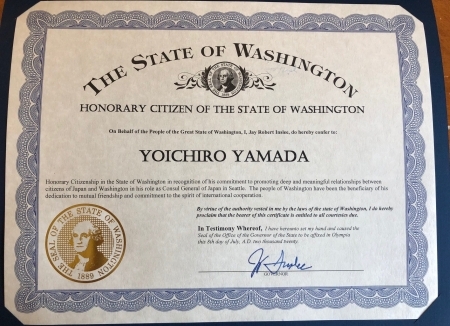 THE STATE OF WASHINGTON
HONORARY CITIZEN OF THE STATE OF WASHINGTON
On Behalf of the People of the Great State of Washington, I, Jay Robert Inslee, do hereby confer to:
YOICHIRO YAMADA
Honorary Citizenship in the State of Washington in recognition of his commitment to promoting deep and meaningful relationships between
citizens of Japan and Washington in his role as Consul General of Japan in Seattle. The people of Washington have been the beneficiary of his
dedication to mutual friendship and commitment to the spirit of international cooperation.
By virtue of the authority vested in me by the laws of the state of Washington, I do hereby
proclaim that the bearer of this certificate is entitled to all courtesies due.
In Testimony Whereof, I have hereunto set my hand and caused the
Seal of the Office of the Governor of the State to be affixed in Olympia
this 8th day of July, A.D. two thousand twenty.
Jay Inslee
GOVERNOR
THE SEAL OF THE STATE OF WASHINGTON
1889